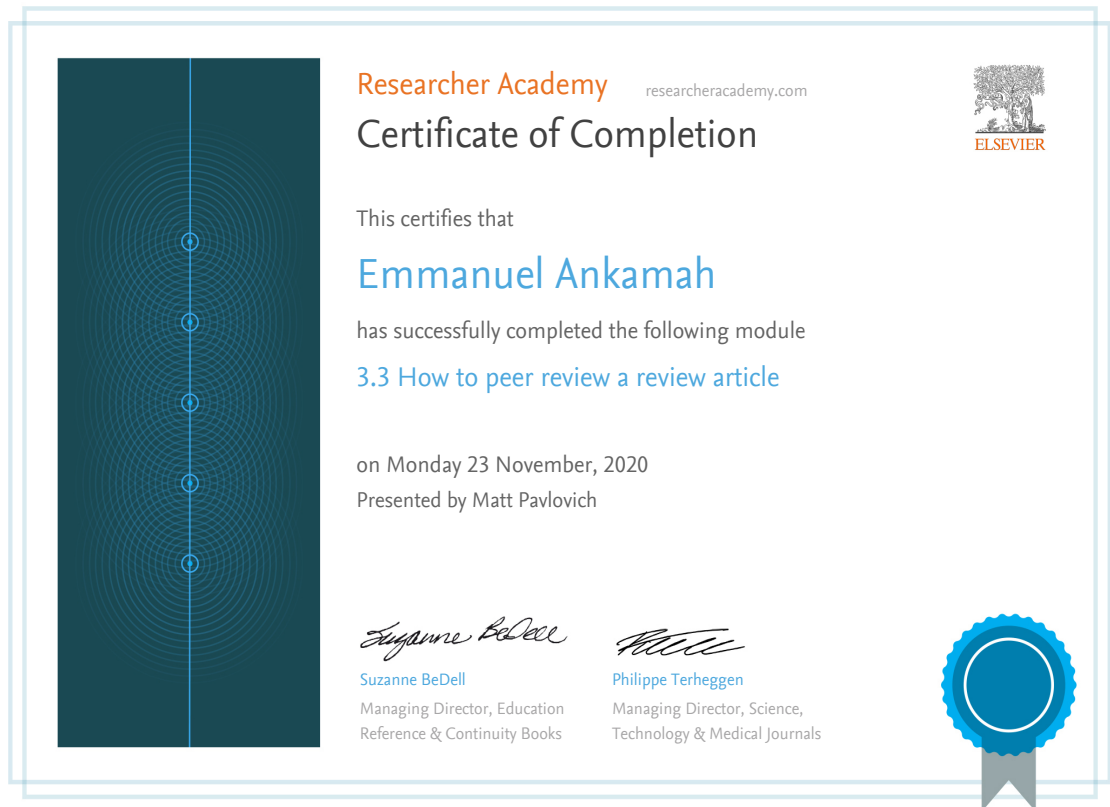 Researcher Academy researcheracademy.com
Certificate of Completion
ELSEVIER
This certifies that
Emmanuel Ankamah
has successfully completed the following module
3.3 How to peer review a review article
on Monday 23 November, 2020
Presented by Matt Pavlovich
Suzanne BeDell
Suzanne BeDell
Managing Director, Education
Reference & Continuity Books
Philippe Terheggen
Managing Director, Science,
Technology & Medical Journals